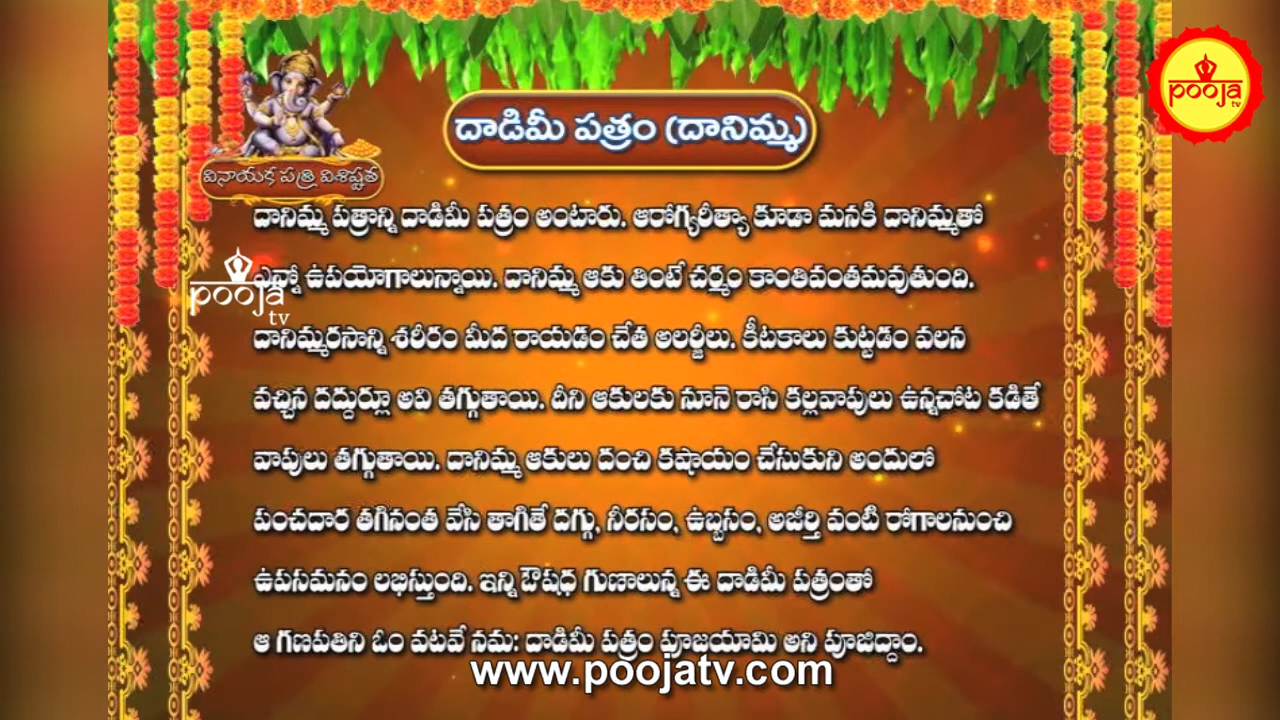 దాడిమీ పత్రం (దానిమ్మ)
pooja tv
వినాయక పత్రి విశిష్టత
దానిమ్మ పత్రాన్ని దాడిమీ పత్రం అంటారు. ఆరోగ్యరీత్యా కూడా మనకి దానిమ్మతో
ఎన్నో ఉపయోగాలున్నాయి. దానిమ్మ ఆకు తింటే చర్మం కాంతివంతమవుతుంది.
pooja tv
దానిమ్మరసాన్ని శరీరం మీద రాయడం చేత అలర్జీలు. కీటకాలు కుట్టడం వలన
వచ్చిన దద్దుర్లూ అవి తగ్గుతాయి. దీని ఆకులకు నూనె రాసి కల్లవాపులు ఉన్నచోట కడితే
వాపులు తగ్గుతాయి. దానిమ్మ ఆకులు దంచి కషాయం చేసుకుని అందులో
పంచదార తగినంత వేసి తాగితే దగ్గు, నీరసం, ఉబ్బసం, అజీర్తి వంటి రోగాలనుంచి
ఉపసమనం లభిస్తుంది. ఇన్ని ఔషధ గుణాలున్న ఈ దాడిమీ పత్రంతో
ఆ గణపతిని ఓం వటవే నమ: దాడిమీ పత్రం పూజయామి అని పూజిద్దాం.
www.poojatv.com